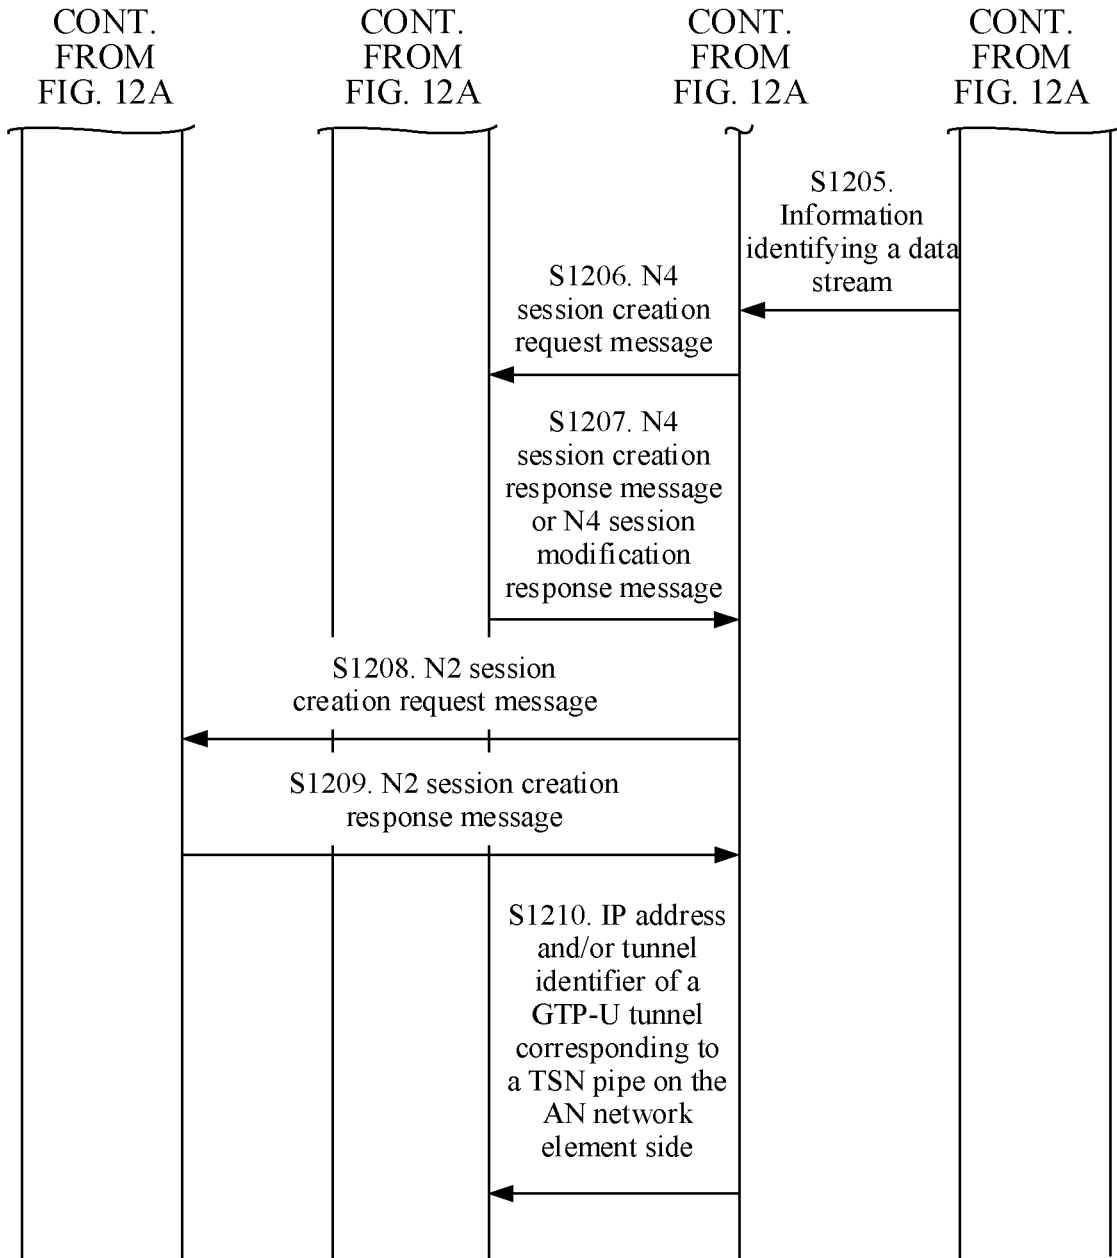 CONT.
FROM
FIG. 12A
CONT.
FROM
FIG. 12A
CONT.
FROM
FIG. 12A
CONT.
FROM
FIG. 12A
S1205.
Information
identifying a data
stream
S1206. N4
session creation
request message
S1207. N4
session creation
response message
or N4 session
modification
response message
S1208. N2 session
creation request message
S1209. N2 session creation
response message
S1210. IP address
and/or tunnel
identifier of a
GTP-U tunnel
corresponding to
a TSN pipe on the
AN network
element side